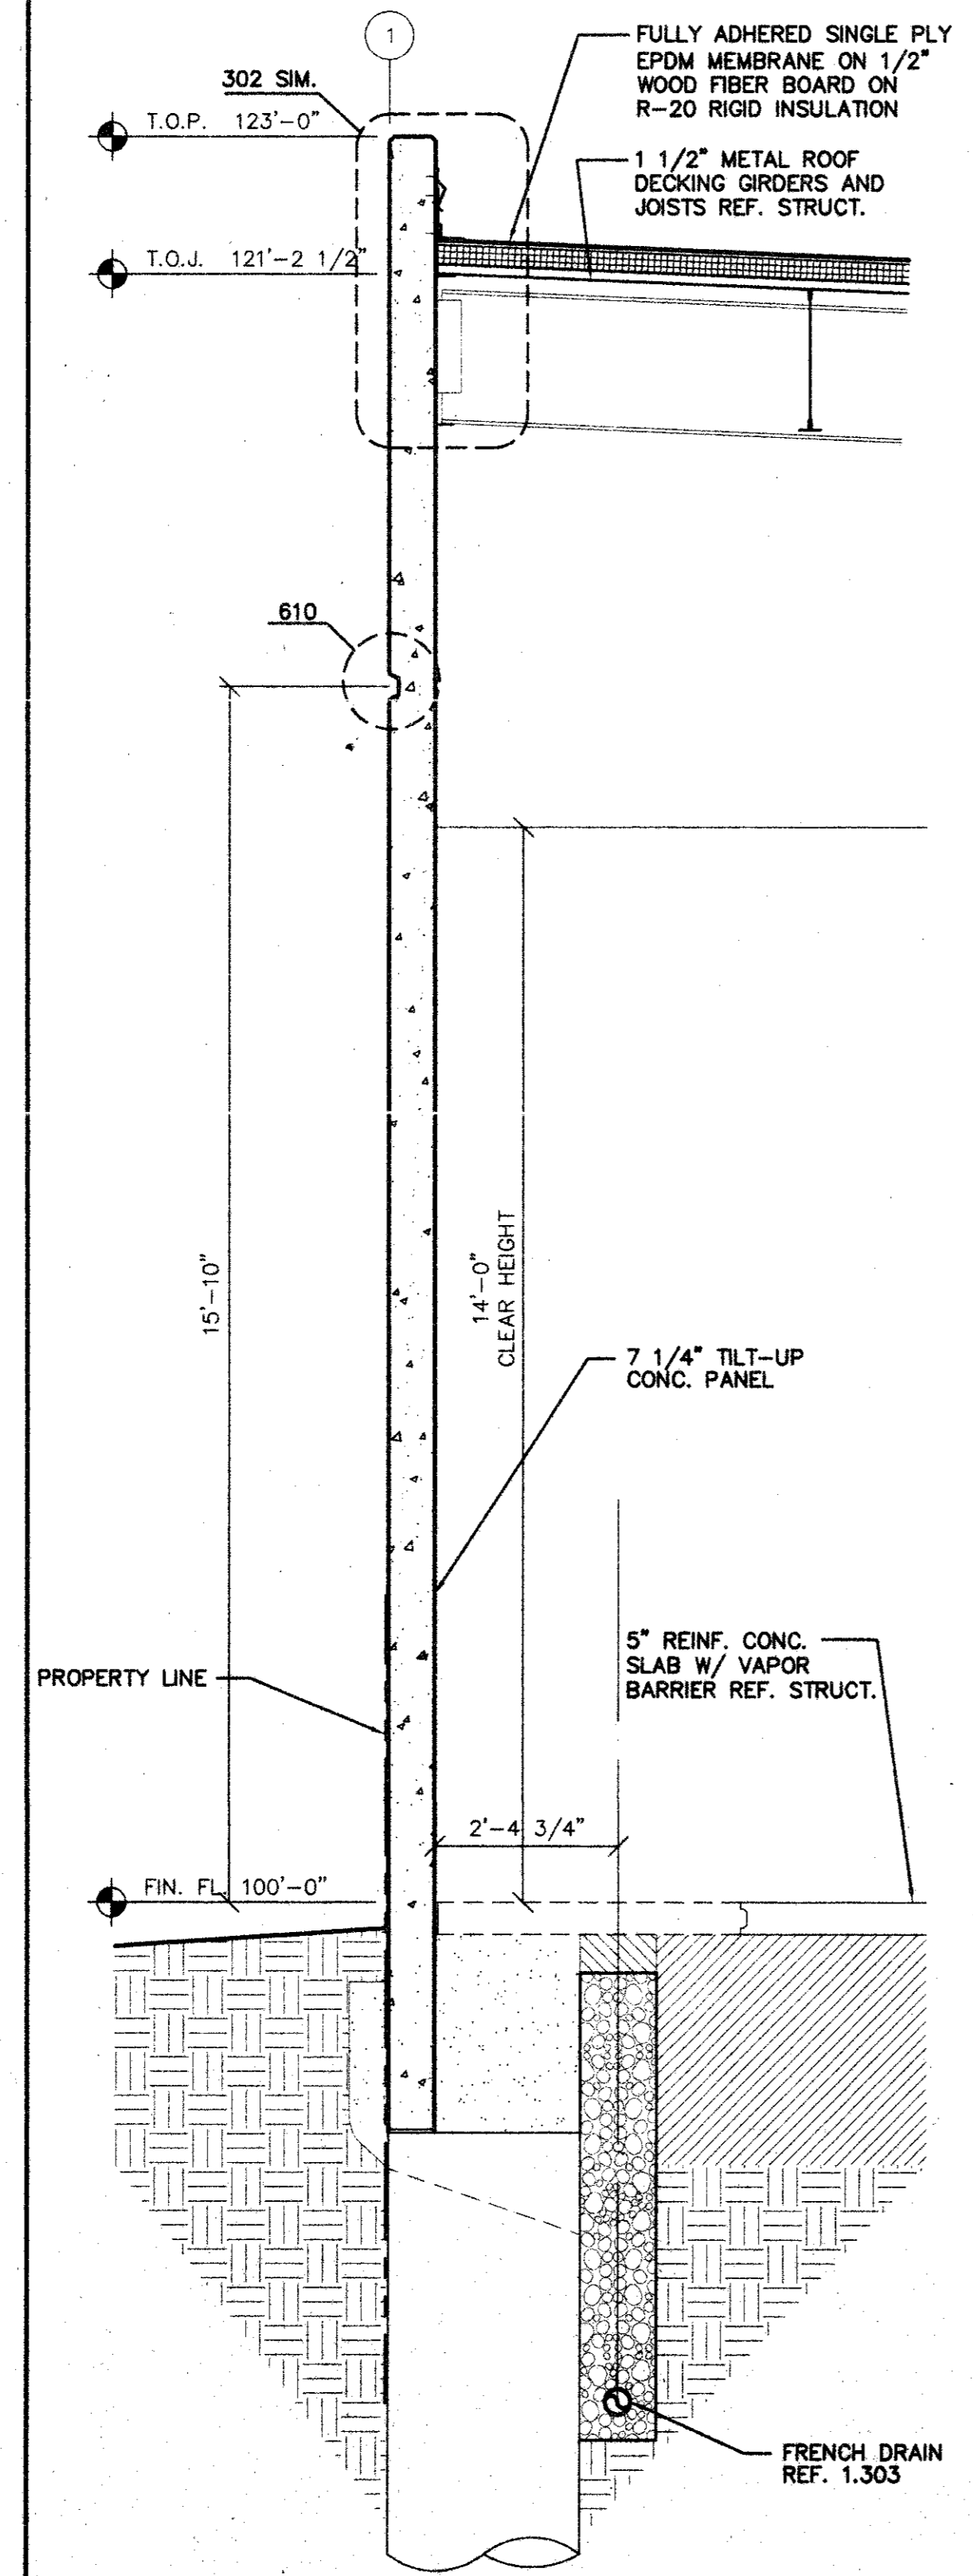 1
FULLY ADHERED SINGLE PLY
EPDM MEMBRANE ON 1/2"
WOOD FIBER BOARD ON
R-20 RIGID INSULATION
302 SIM.
T.O.P. 123'-0"
1 1/2" METAL ROOF
DECKING GIRDERS AND
JOISTS REF. STRUCT.
T.O.J. 121'-2 1/2"
610
15'-10"
14'-0"
CLEAR HEIGHT
7 1/4" TILT-UP
CONC. PANEL
5" REINF. CONC.
SLAB W/ VAPOR
BARRIER REF. STRUCT.
PROPERTY LINE
2'-4 3/4"
FIN. FL. 100'-0"
FRENCH DRAIN
REF. 1.303